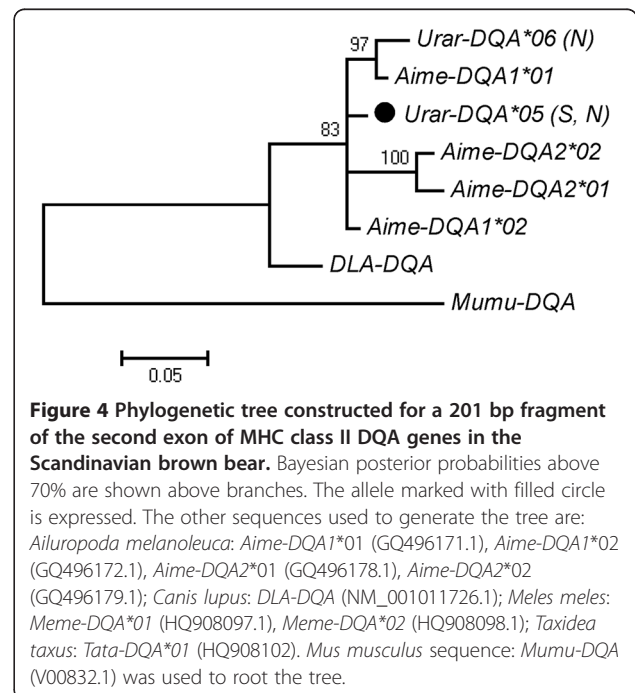 97
Urar-DQA*06 (N)
Aime-DQA1*01
Urar-DQA*05 (S, N)
83
Aime-DQA2*02
100
Aime-DQA2*01
Aime-DQA1*02
DLA-DQA
Mumu-DQA
0.05
Figure 4 Phylogenetic tree constructed for a 201 bp fragment
of the second exon of MHC class II DQA genes in the
Scandinavian brown bear. Bayesian posterior probabilities above
70% are shown above branches. The allele marked with filled circle
is expressed. The other sequences used to generate the tree are:
Ailuropoda melanoleuca: Aime-DQA1*01 (GQ496171.1), Aime-DQA1*02
(GQ496172.1), Aime-DQA2*01 (GQ496178.1), Aime-DQA2*02
(GQ496179.1); Canis lupus: DLA-DQA (NM_001011726.1); Meles meles:
Meme-DQA*01 (HQ908097.1), Meme-DQA*02 (HQ908098.1); Taxidea
taxus: Tata-DQA*01 (HQ908102). Mus musculus sequence: Mumu-DQA
(V00832.1) was used to root the tree.